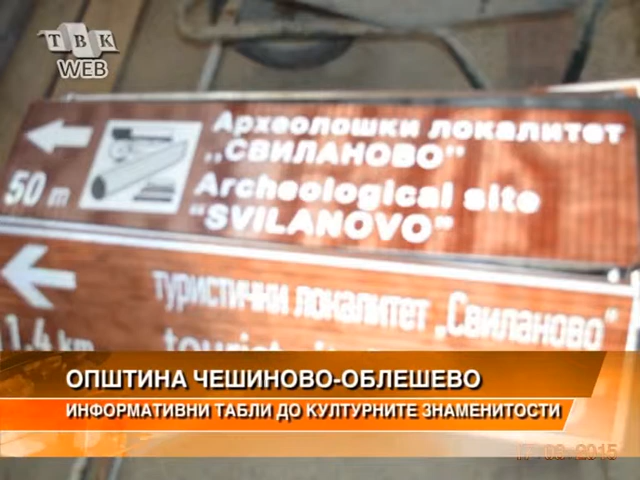 ТВК
WEB
Археолошки локалитет
„СВИЛАНОВО”
50 m
Archeological site
“SVILANOVO”
туристички локалитет „Свиланово”
1.4 km
ОПШТИНА ЧЕШИНОВО-ОБЛЕШЕВО
ИНФОРМАТИВНИ ТАБЛИ ДО КУЛТУРНИТЕ ЗНАМЕНИТОСТИ
2015